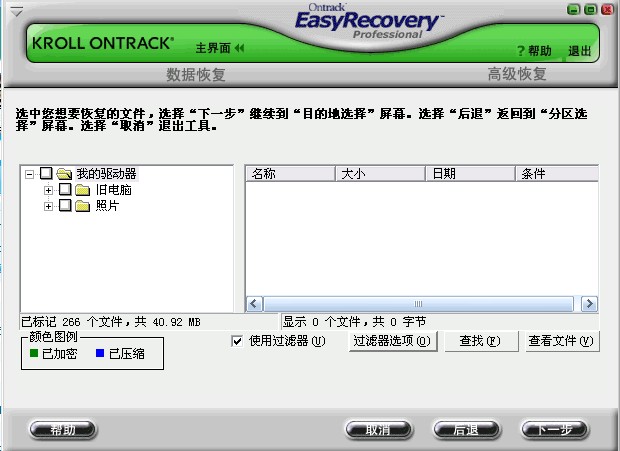 Ontrack
EasyRecovery™
Professional
KROLL ONTRACK®
主界面
?帮助
退出
数据恢复
高级恢复
选中您想要恢复的文件，选择“下一步”继续到“目的地选择”屏幕。选择“后退”返回到“分区选
择”屏幕。选择“取消”退出工具。
我的驱动器
旧电脑
照片
名称 大小 日期 条件
已标记 266 个文件，共 40.92 MB
显示 0 个文件，共 0 字节
颜色图例
已加密 已压缩
使用过滤器(U)
过滤器选项(O)
查找(F)
查看文件(V)
帮助
取消
后退
下一步